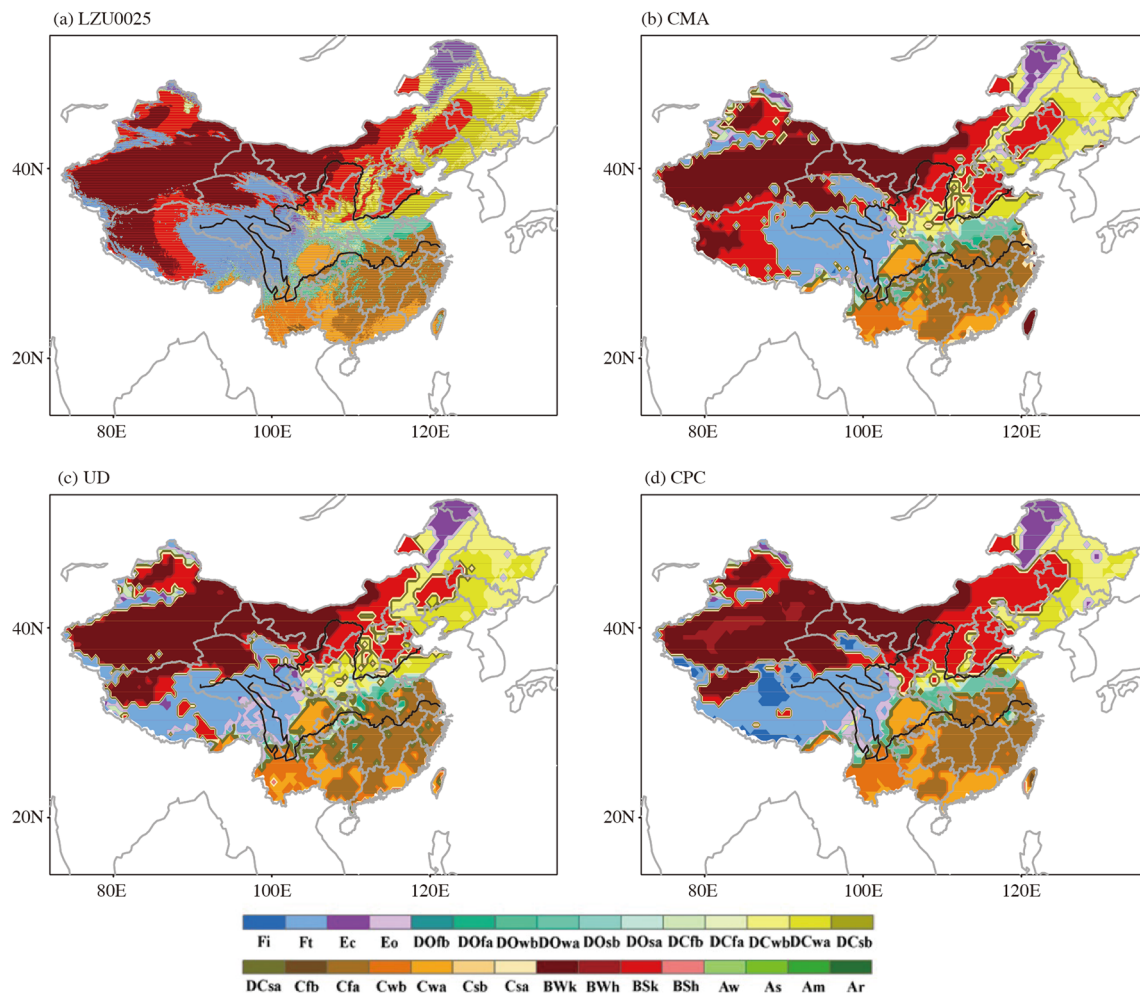 (a) LZU0025
(b) CMA
40N
20N
80E 100E 120E
40N
20N
80E 100E 120E
(c) UD
(d) CPC
40N
20N
80E 100E 120E
40N
20N
80E 100E 120E
Fi Ft Ec Eo DOfb DOfa DOwb DOwa DOsb DOsa DCfb DCfa DCwb DCwa DCsb
DCsa Cfb Cfa Cwb Cwa Csb Csa BWk BWh BSk BSh Aw As Am Ar